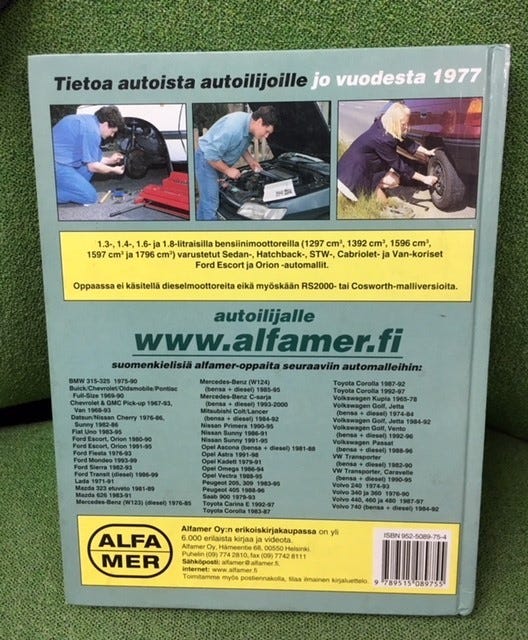 Tietoa autoista autoilijoille jo vuodesta 1977
1.3-, 1.4-, 1.6- ja 1.8-litraisilla bensiinimoottoreilla (1297 cm³, 1392 cm³, 1596 cm³,
1597 cm³ ja 1796 cm³) varustetut Sedan-, Hatchback-, STW-, Cabriolet- ja Van-koriset
Ford Escort ja Orion -automallit.
Oppaassa ei käsitellä dieselmoottoreita eikä myöskään RS2000- tai Cosworth-malliversioita.
autoilijalle
www.alfamer.fi
suomenkielisiä alfamer-oppaita seuraaviin automalleihin:
BMW 315-325 1975-90
Buick/Chevrolet/Oldsmobile/Pontiac
Full-Size 1969-90
Chevrolet & GMC Pick-up 1967-93,
Van 1968-93
Datsun/Nissan Cherry 1976-86,
Sunny 1982-86
Fiat Uno 1983-95
Ford Escort, Orion 1980-90
Ford Escort, Orion 1991-95
Ford Fiesta 1976-93
Ford Mondeo 1993-99
Ford Sierra 1982-93
Ford Transit (diesel) 1986-99
Lada 1971-91
Mazda 323 etuveto 1981-89
Mazda 626 1983-91
Mercedes-Benz (W123) (diesel) 1976-85
Mercedes-Benz (W124)
(bensa + diesel) 1985-95
Mercedes-Benz C-sarja
(bensa + diesel) 1993-2000
Mitsubishi Colt/Lancer
(bensa + diesel) 1984-92
Nissan Primera 1990-95
Nissan Sunny 1986-91
Nissan Sunny 1991-95
Opel Ascona (bensa + diesel) 1981-88
Opel Astra 1991-98
Opel Kadett 1979-91
Opel Omega 1986-94
Opel Vectra 1988-95
Peugeot 205, 309 1983-95
Peugeot 405 1988-96
Saab 900 1979-93
Toyota Carina E 1992-97
Toyota Corolla 1983-87
Toyota Corolla 1987-92
Toyota Corolla 1992-97
Volkswagen Kupla 1965-78
Volkswagen Golf, Jetta
(bensa + diesel) 1974-84
Volkswagen Golf, Jetta 1984-92
Volkswagen Golf, Vento
(bensa + diesel) 1992-96
Volkswagen Passat
(bensa + diesel) 1988-96
VW Transporter
(bensa + diesel) 1982-90
VW Transporter, Caravelle
(bensa + diesel) 1990-95
Volvo 240 1974-93
Volvo 340 ja 360 1976-90
Volvo 440, 460 ja 480 1987-97
Volvo 740 (bensa + diesel) 1984-92
ALFA
MER
Alfamer Oy:n erikoiskirjakaupassa on yli
6.000 erilaista kirjaa ja videota.
Alfamer Oy, Hämeentie 68, 00550 Helsinki.
Puhelin (09) 774 2810, fax (09) 7742 8111
Sähköposti: alfamer@alfamer.fi,
internet: www.alfamer.fi
Toimitamme myös postiennakolla, tilaa ilmainen kirjaluettelo.
ISBN 952-5089-75-4
9 789515 089755